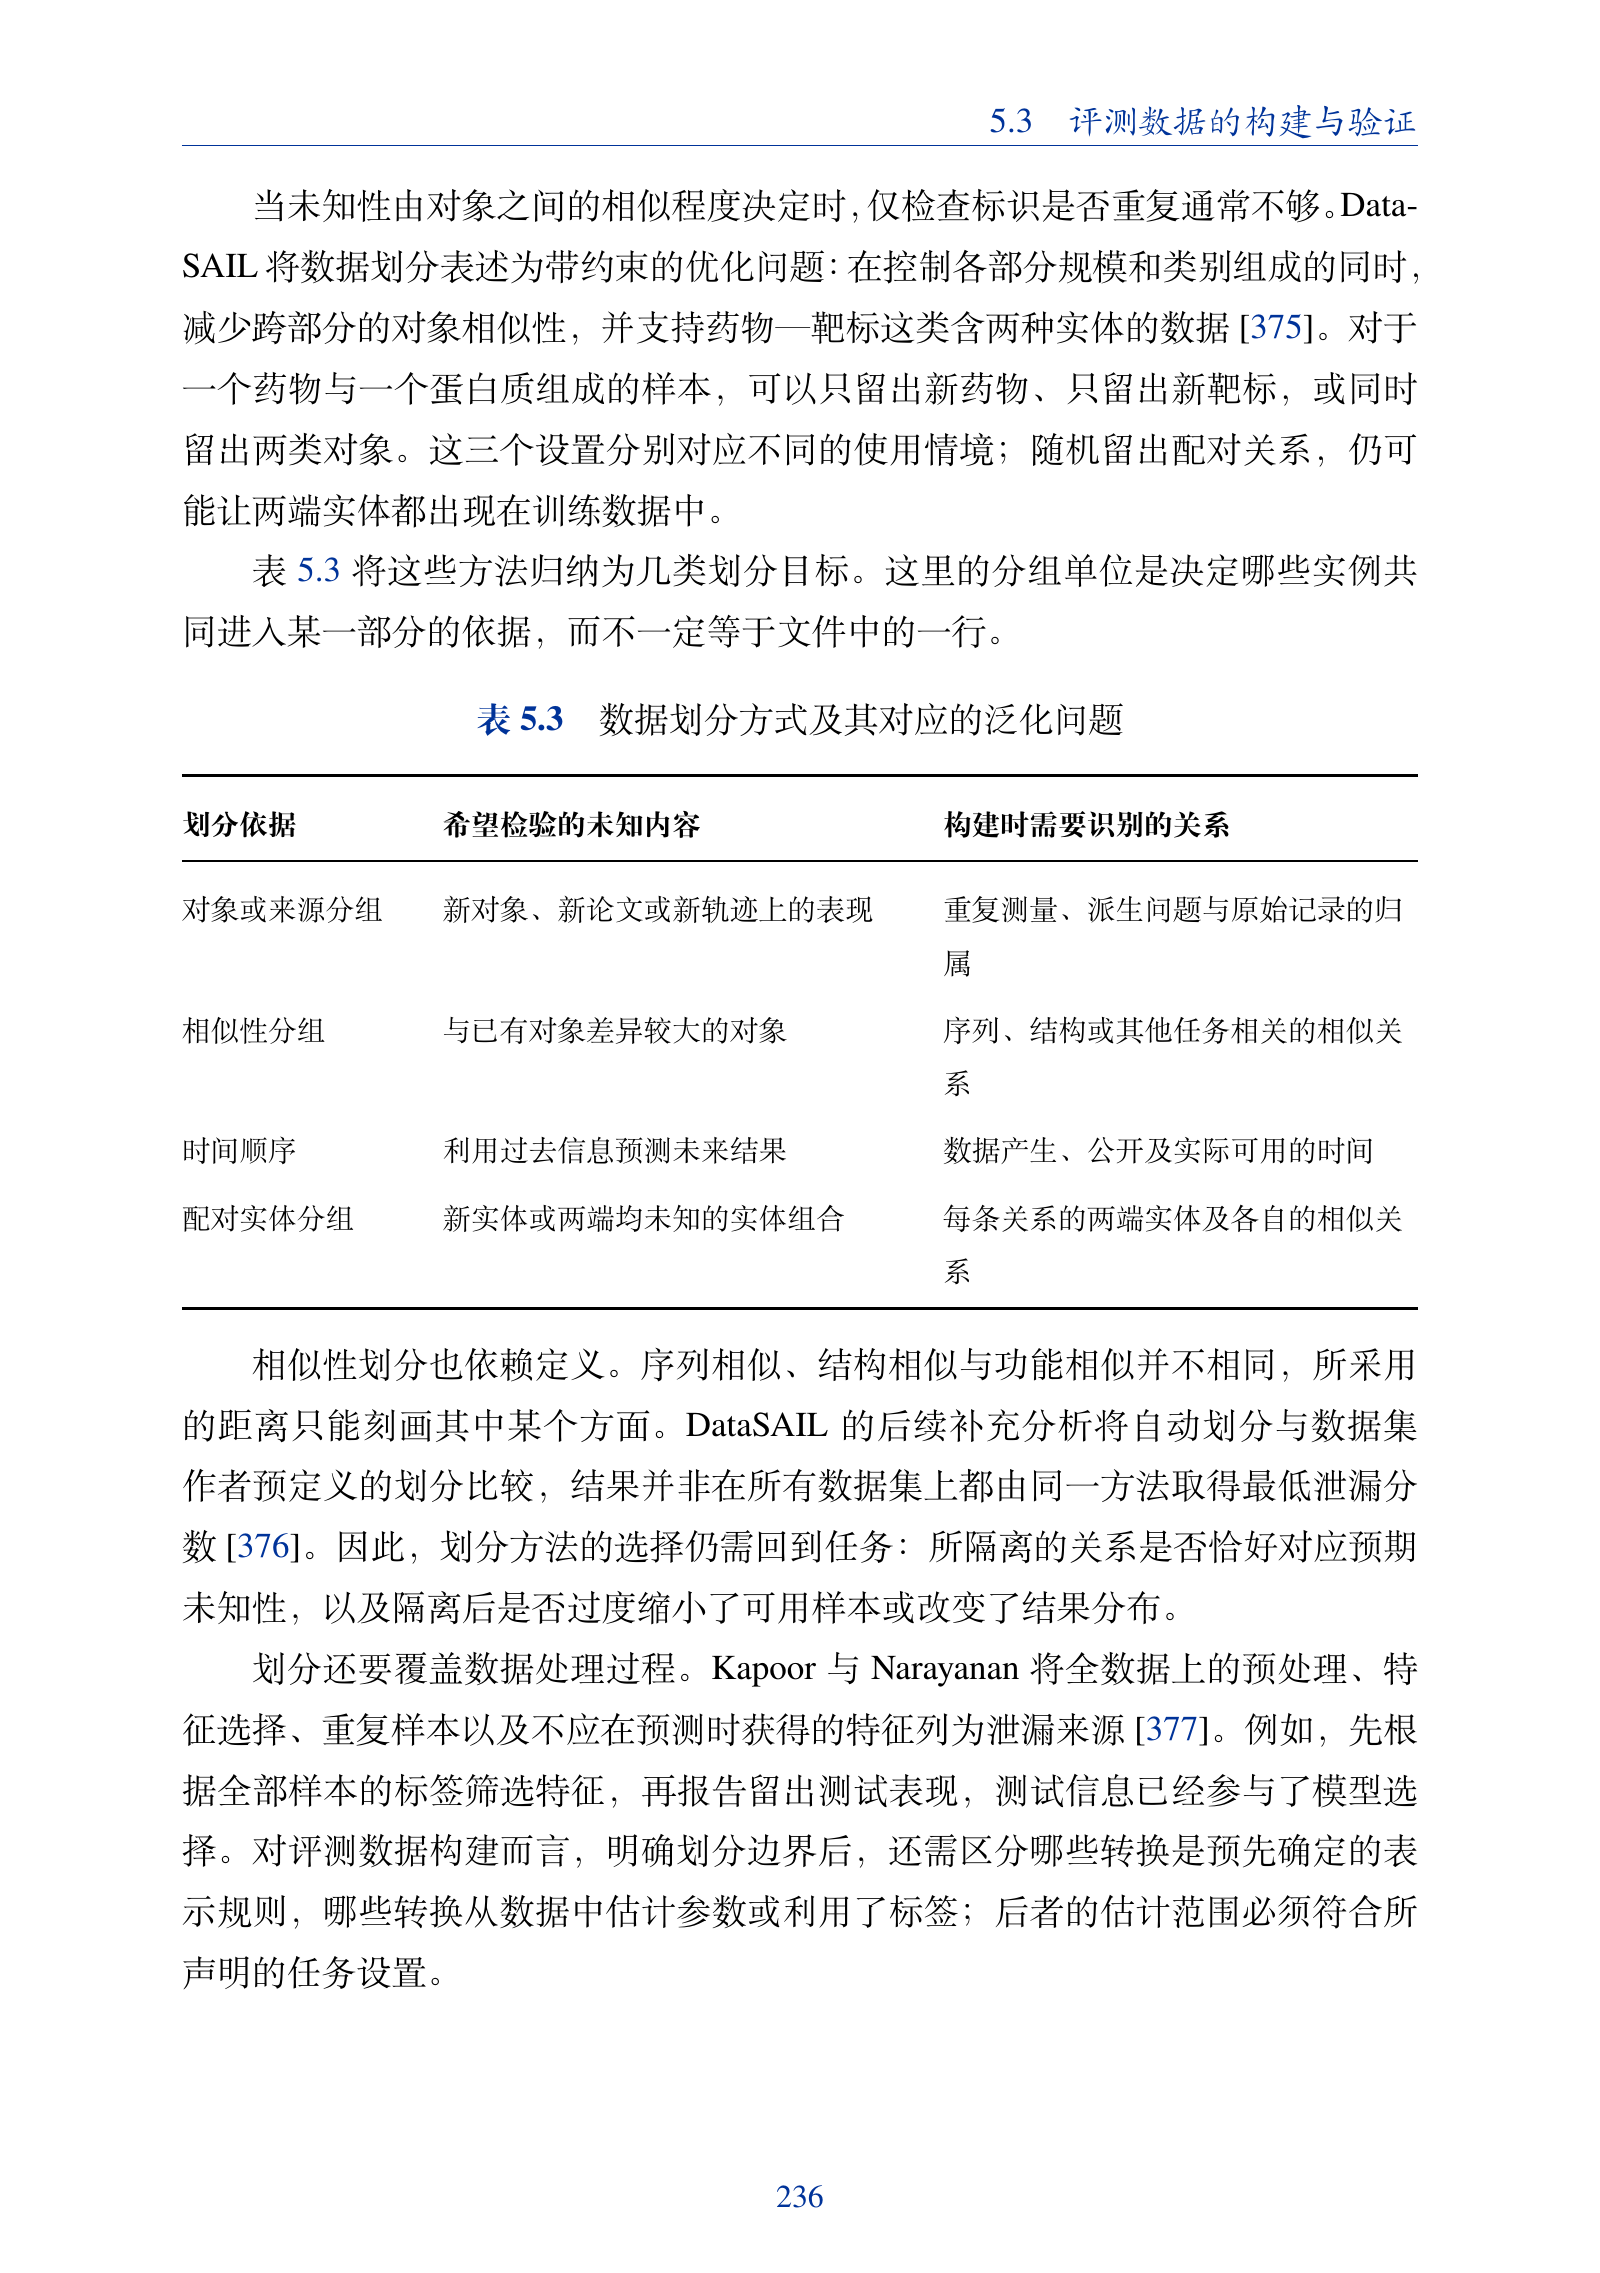 5.3 评测数据的构建与验证
当未知性由对象之间的相似程度决定时,仅检查标识是否重复通常不够。Data-
SAIL 将数据划分表述为带约束的优化问题：在控制各部分规模和类别组成的同时，
减少跨部分的对象相似性，并支持药物—靶标这类含两种实体的数据 [375]。对于
一个药物与一个蛋白质组成的样本，可以只留出新药物、只留出新靶标，或同时
留出两类对象。这三个设置分别对应不同的使用情境；随机留出配对关系，仍可
能让两端实体都出现在训练数据中。
表 5.3 将这些方法归纳为几类划分目标。这里的分组单位是决定哪些实例共
同进入某一部分的依据，而不一定等于文件中的一行。
表 5.3 数据划分方式及其对应的泛化问题
划分依据 希望检验的未知内容 构建时需要识别的关系
对象或来源分组 新对象、新论文或新轨迹上的表现 重复测量、派生问题与原始记录的归
属
相似性分组 与已有对象差异较大的对象 序列、结构或其他任务相关的相似关
系
时间顺序 利用过去信息预测未来结果 数据产生、公开及实际可用的时间
配对实体分组 新实体或两端均未知的实体组合 每条关系的两端实体及各自的相似关
系
相似性划分也依赖定义。序列相似、结构相似与功能相似并不相同，所采用
的距离只能刻画其中某个方面。DataSAIL 的后续补充分析将自动划分与数据集
作者预定义的划分比较，结果并非在所有数据集上都由同一方法取得最低泄漏分
数 [376]。因此，划分方法的选择仍需回到任务：所隔离的关系是否恰好对应预期
未知性，以及隔离后是否过度缩小了可用样本或改变了结果分布。
划分还要覆盖数据处理过程。Kapoor 与 Narayanan 将全数据上的预处理、特
征选择、重复样本以及不应在预测时获得的特征列为泄漏来源 [377]。例如，先根
据全部样本的标签筛选特征，再报告留出测试表现，测试信息已经参与了模型选
择。对评测数据构建而言，明确划分边界后，还需区分哪些转换是预先确定的表
示规则，哪些转换从数据中估计参数或利用了标签；后者的估计范围必须符合所
声明的任务设置。
236